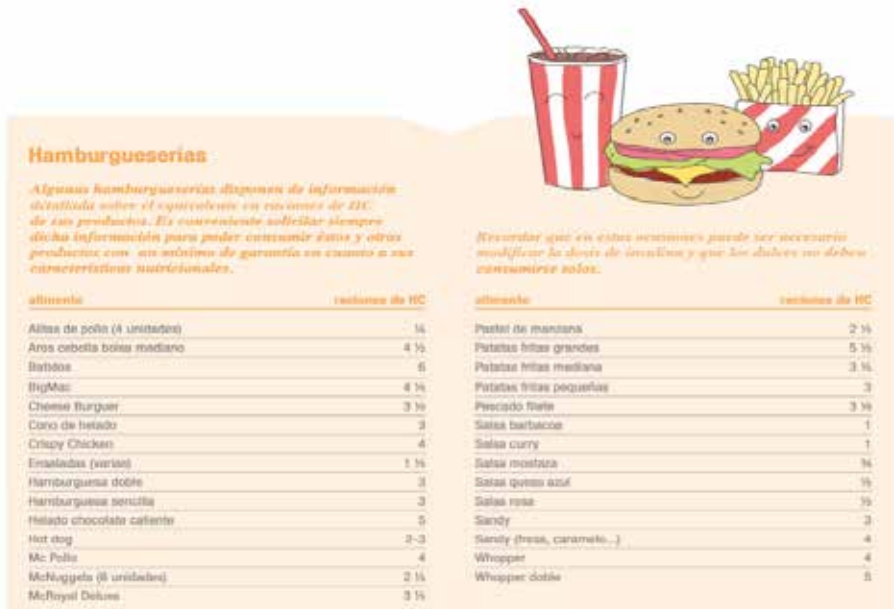 Hamburgueserías
Algunas hamburgueserías disponen de información
detallada sobre el equivalente en raciones de HC
de sus productos. Es conveniente solicitar siempre
dicha información para poder consumir éstos y otros
productos con un mínimo de garantía en cuanto a sus
características nutricionales.
alimento raciones de HC
Alitas de pollo (4 unidades)
Aros cebolla bolsa mediano 4 ½
Batidos 6
BigMac 4 ½
Cheese Burguer 3 ½
Cono de helado 3
Crispy Chicken 4
Ensaladas (varias) 1 ½
Hamburguesa doble 3
Hamburguesa sencilla 3
Helado chocolate caliente 5
Hot dog 2-3
Mc Pollo 4
McNuggets (6 unidades) 2
McRoyal Deluxe 3 ½
Recordar que en estas ocasiones puede ser necesario
modificar la dosis de insulina y que los dulces no deben
consumirse solos.
alimento raciones de HC
Pastel de manzana 2 ½
Patatas fritas grandes 5 ½
Patatas fritas mediana 3 ½
Patatas fritas pequeñas 3
Pescado filete 3 ½
Salsa barbacoa 1
Salsa curry 1
Salsa mostaza
Salsa queso azul ½
Salsa rosa ½
Sandy 3
Sandy (fresa, caramelo...) 4
Whopper 4
Whopper doble 5